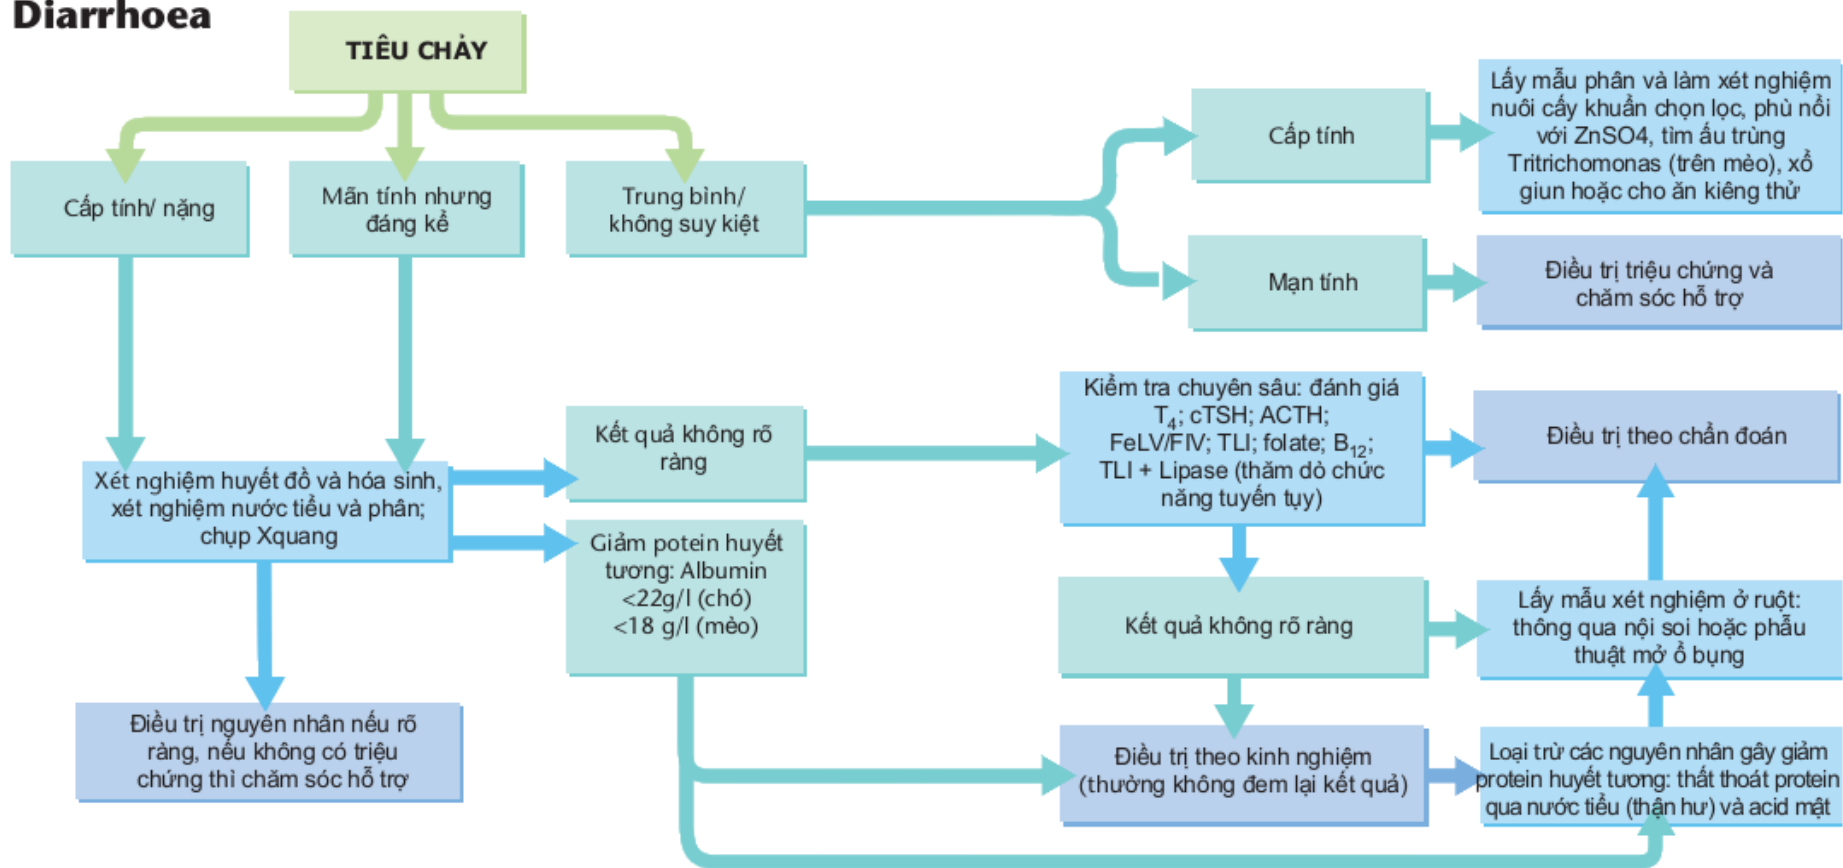 Diarrhoea
TIÊU CHẢY
Cấp tính/ nặng
Mãn tính nhưng
đáng kể
Trung bình/
không suy kiệt
Cấp tính
Lấy mẫu phân và làm xét nghiệm
nuôi cấy khuẩn chọn lọc, phù nổi
với ZnSO4, tìm ấu trùng
Tritrichomonas (trên mèo), xổ
giun hoặc cho ăn kiêng thử
Mạn tính
Điều trị triệu chứng và
chăm sóc hỗ trợ
Xét nghiệm huyết đồ và hóa sinh,
xét nghiệm nước tiểu và phân;
chụp Xquang
Kết quả không rõ
ràng
Kiểm tra chuyên sâu: đánh giá
T4; cTSH; ACTH;
FeLV/FIV; TLI; folate; B12;
TLI + Lipase (thăm dò chức
năng tuyến tụy)
Điều trị theo chẩn đoán
Giảm potein huyết
tương: Albumin
<22g/l (chó)
<18 g/l (mèo)
Kết quả không rõ ràng
Lấy mẫu xét nghiệm ở ruột:
thông qua nội soi hoặc phẫu
thuật mở ổ bụng
Điều trị nguyên nhân nếu rõ
ràng, nếu không có triệu
chứng thì chăm sóc hỗ trợ
Điều trị theo kinh nghiệm
(thường không đem lại kết quả)
Loại trừ các nguyên nhân gây giảm
protein huyết tương: thất thoát protein
qua nước tiểu (thận hư) và acid mật